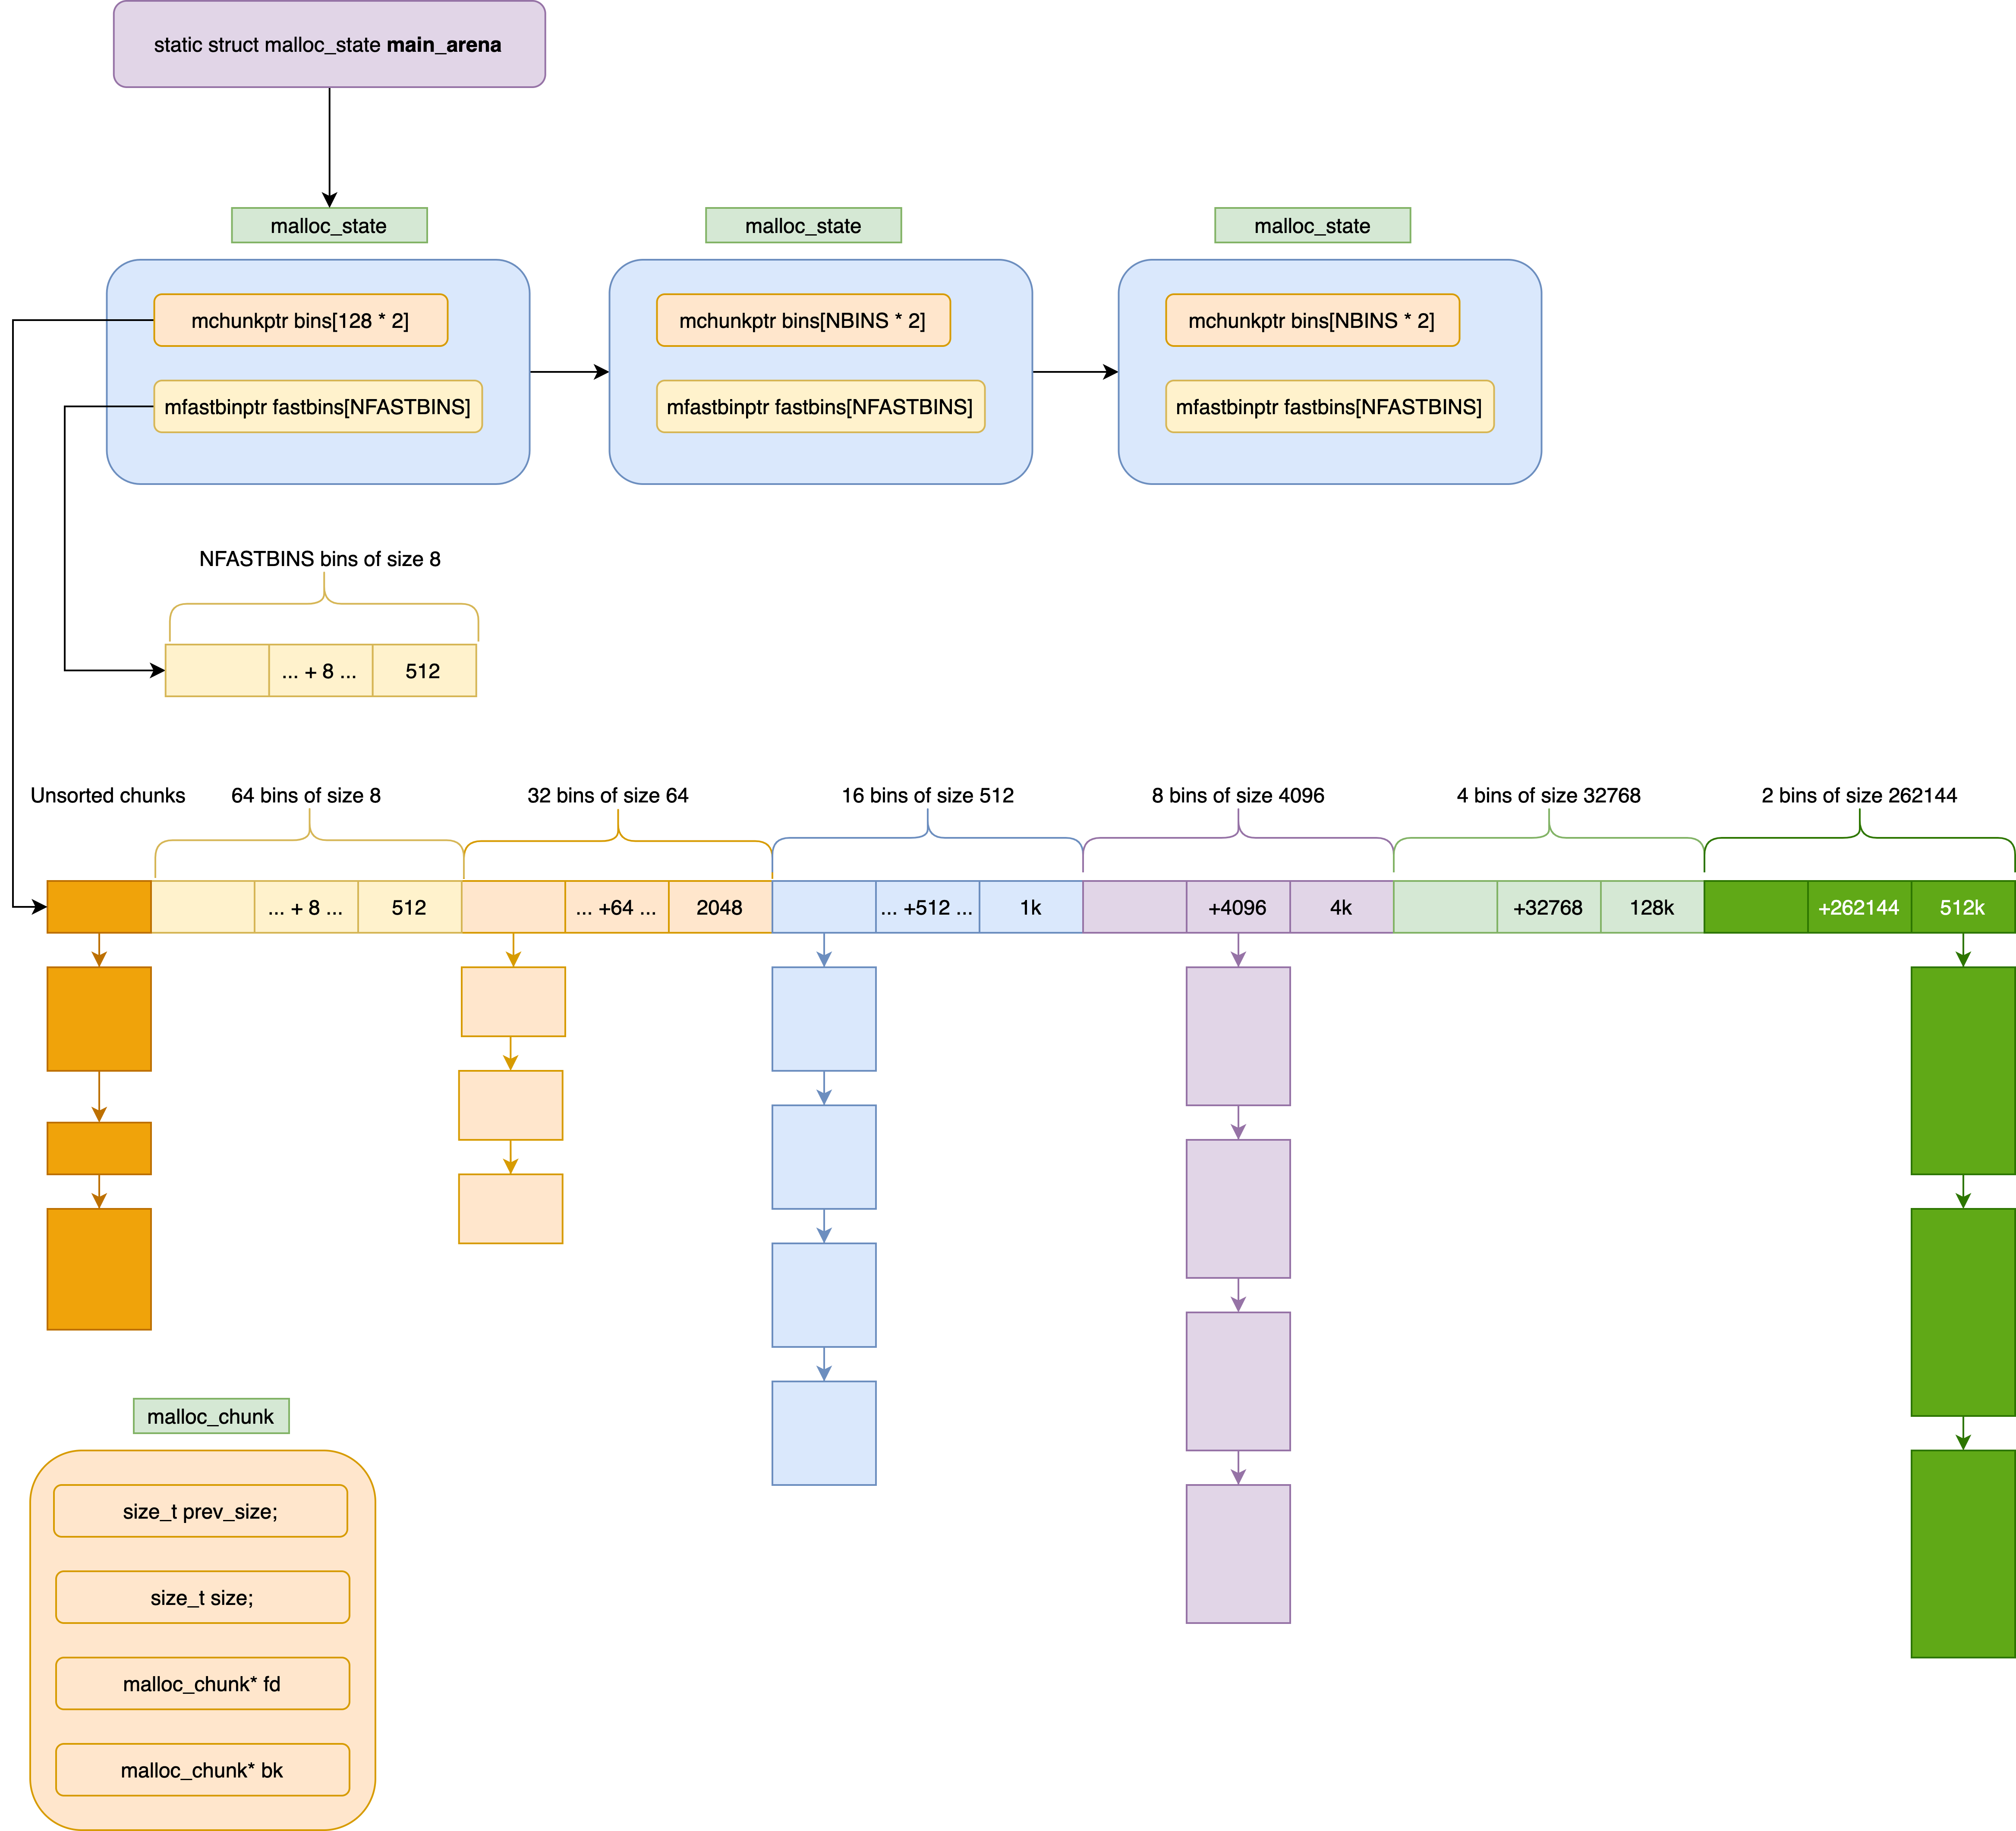 static struct malloc_state main_arena
malloc_state
malloc_state
malloc_state
mchunkptr bins[128 * 2]
mchunkptr bins[NBINS * 2]
mchunkptr bins[NBINS * 2]
mfastbinptr fastbins[NFASTBINS]
mfastbinptr fastbins[NFASTBINS]
mfastbinptr fastbins[NFASTBINS]
NFASTBINS bins of size 8
... + 8 ...
512
Unsorted chunks
64 bins of size 8
32 bins of size 64
16 bins of size 512
8 bins of size 4096
4 bins of size 32768
2 bins of size 262144
... + 8 ...
512
... +64 ...
2048
... +512 ...
1k
+4096
4k
+32768
128k
+262144
512k
malloc_chunk
size_t prev_size;
size_t size;
malloc_chunk* fd
malloc_chunk* bk